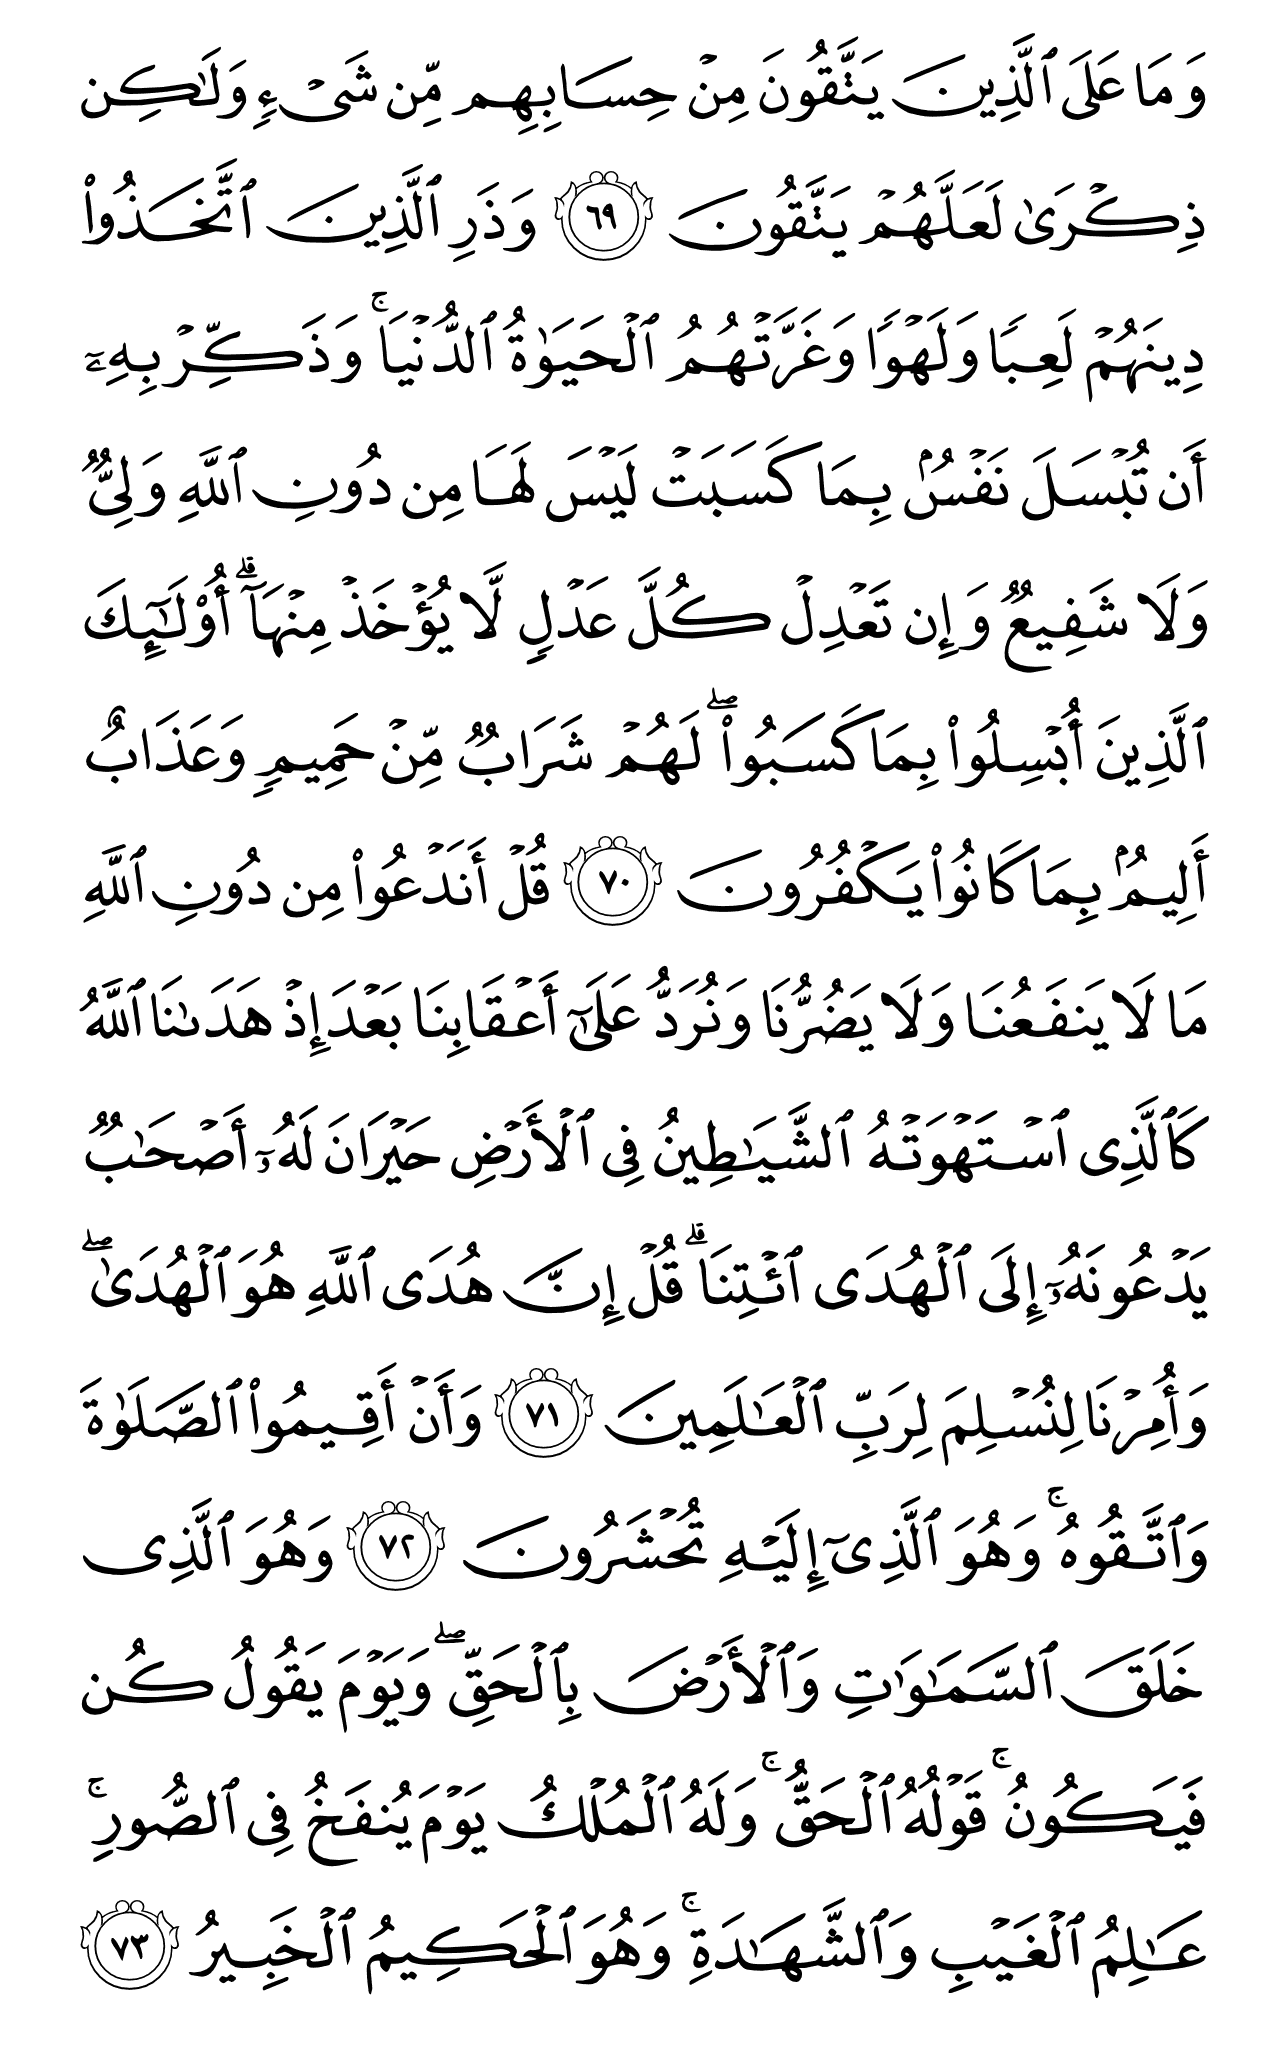 وَمَا عَلَى ٱلَّذِينَ يَتَّقُونَ مِنۡ حِسَابِهِم مِّن شَيۡءٖ وَلَٰكِن
ذِكۡرَىٰ لَعَلَّهُمۡ يَتَّقُونَ ٦٩ وَذَرِ ٱلَّذِينَ ٱتَّخَذُواْ
دِينَهُمۡ لَعِبٗا وَلَهۡوٗا وَغَرَّتۡهُمُ ٱلۡحَيَوٰةُ ٱلدُّنۡيَاۚ وَذَكِّرۡ بِهِۦٓ
أَن تُبۡسَلَ نَفۡسُۢ بِمَا كَسَبَتۡ لَيۡسَ لَهَا مِن دُونِ ٱللَّهِ وَلِيّٞ
وَلَا شَفِيعٞ وَإِن تَعۡدِلۡ كُلَّ عَدۡلٖ لَّا يُؤۡخَذۡ مِنۡهَآۗ أُوْلَٰٓئِكَ
ٱلَّذِينَ أُبۡسِلُواْ بِمَا كَسَبُواْۖ لَهُمۡ شَرَابٞ مِّنۡ حَمِيمٖ وَعَذَابٌ
أَلِيمُۢ بِمَا كَانُواْ يَكۡفُرُونَ ٧٠ قُلۡ أَنَدۡعُواْ مِن دُونِ ٱللَّهِ
مَا لَا يَنفَعُنَا وَلَا يَضُرُّنَا وَنُرَدُّ عَلَىٰٓ أَعۡقَابِنَا بَعۡدَ إِذۡ هَدَىٰنَا ٱللَّهُ
كَٱلَّذِي ٱسۡتَهۡوَتۡهُ ٱلشَّيَٰطِينُ فِي ٱلۡأَرۡضِ حَيۡرَانَ لَهُۥٓ أَصۡحَٰبٞ
يَدۡعُونَهُۥٓ إِلَى ٱلۡهُدَى ٱئۡتِنَاۗ قُلۡ إِنَّ هُدَى ٱللَّهِ هُوَ ٱلۡهُدَىٰۖ
وَأُمِرۡنَا لِنُسۡلِمَ لِرَبِّ ٱلۡعَٰلَمِينَ ٧١ وَأَنۡ أَقِيمُواْ ٱلصَّلَوٰةَ
وَٱتَّقُوهُۚ وَهُوَ ٱلَّذِيٓ إِلَيۡهِ تُحۡشَرُونَ ٧٢ وَهُوَ ٱلَّذِي
خَلَقَ ٱلسَّمَٰوَٰتِ وَٱلۡأَرۡضَ بِٱلۡحَقِّۖ وَيَوۡمَ يَقُولُ كُن
فَيَكُونُۚ قَوۡلُهُ ٱلۡحَقُّۚ وَلَهُ ٱلۡمُلۡكُ يَوۡمَ يُنفَخُ فِي ٱلصُّورِۚ
عَٰلِمُ ٱلۡغَيۡبِ وَٱلشَّهَٰدَةِۚ وَهُوَ ٱلۡحَكِيمُ ٱلۡخَبِيرُ ٧٣